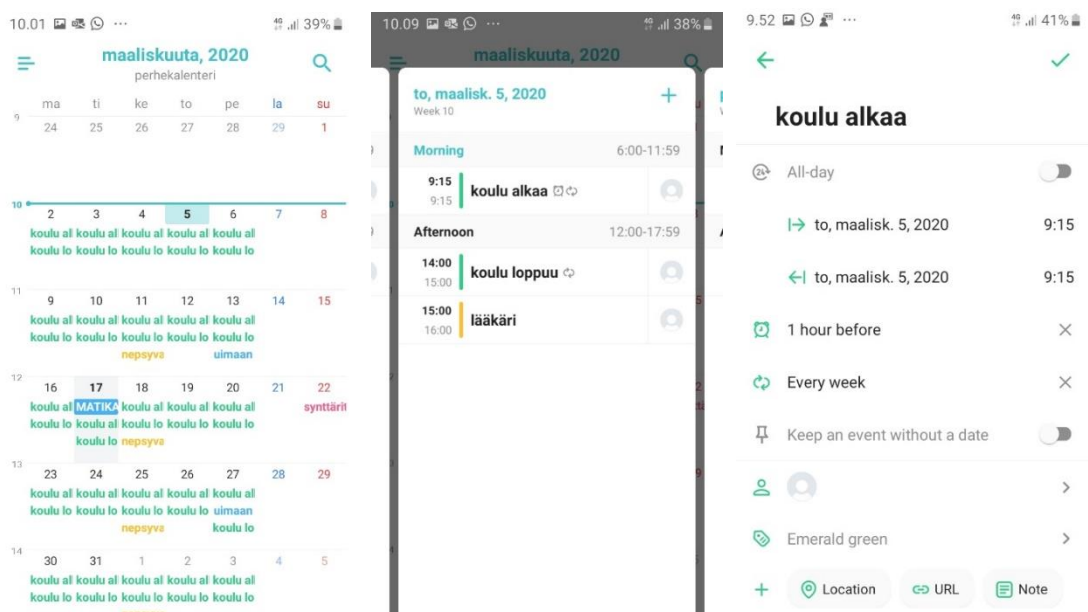 10.01 ··· 4G 39%
maaliskuuta, 2020
perhekalenteri
ma ti ke to pe la su
9 24 25 26 27 28 29 1
10 2 3 4 5 6 7 8
koulu al koulu al koulu al koulu al koulu al
koulu lo koulu lo koulu lo koulu lo koulu lo
11 9 10 11 12 13 14 15
koulu al koulu al koulu al koulu al koulu al
koulu lo koulu lo koulu lo koulu lo koulu lo
nepsyva uimaan
12 16 17 18 19 20 21 22
koulu al MATIKA koulu al koulu al koulu al synttärit
koulu lo koulu al koulu lo koulu lo koulu lo
koulu lo nepsyva
13 23 24 25 26 27 28 29
koulu al koulu al koulu al koulu al koulu al
koulu lo koulu lo koulu lo koulu lo uimaan
nepsyva koulu lo
14 30 31 1 2 3 4 5
koulu al koulu al koulu al koulu al koulu al
koulu lo koulu lo koulu lo koulu lo koulu lo
10.09 ··· 4G 38%
maaliskuuta, 2020
to, maalisk. 5, 2020 +
Week 10
Morning 6:00-11:59
9:15 koulu alkaa
9:15
Afternoon 12:00-17:59
14:00 koulu loppuu
15:00
15:00 lääkäri
16:00
9.52 ··· 4G 41%
koulu alkaa
24h All-day
to, maalisk. 5, 2020 9:15
to, maalisk. 5, 2020 9:15
1 hour before
Every week
Keep an event without a date
Emerald green
+ Location URL Note